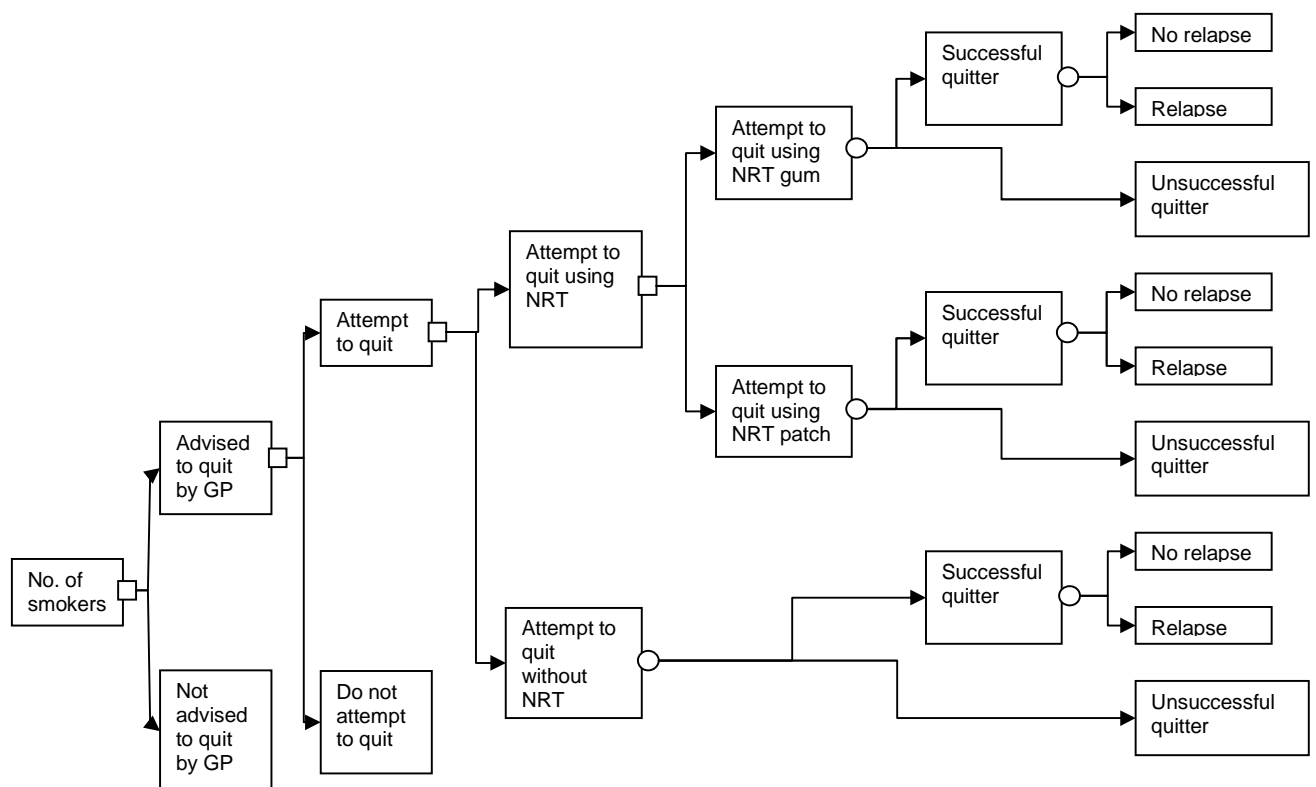 No. of
smokers
Advised
to quit
by GP
Not
advised
to quit
by GP
Attempt
to quit
Do not
attempt
to quit
Attempt to
quit using
NRT
Attempt to
quit
without
NRT
Attempt to
quit using
NRT gum
Attempt to
quit using
NRT patch
Successful
quitter
No relapse
Relapse
Unsuccessful
quitter
Successful
quitter
No relapse
Relapse
Unsuccessful
quitter
Successful
quitter
No relapse
Relapse
Unsuccessful
quitter